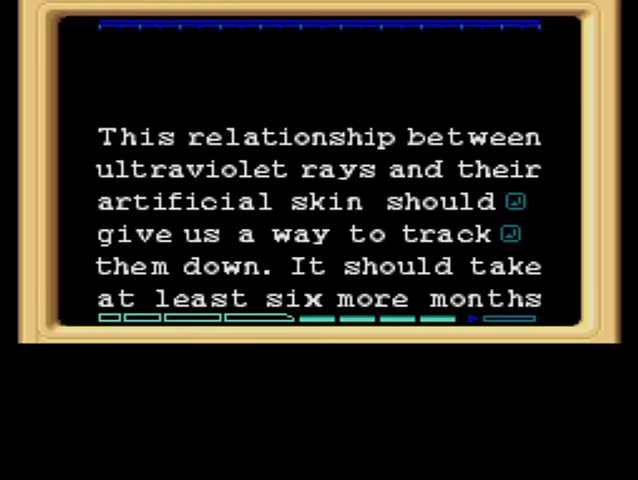 This relationship between
ultraviolet rays and their
artificial skin should
give us a way to track
them down. It should take
at least six more months